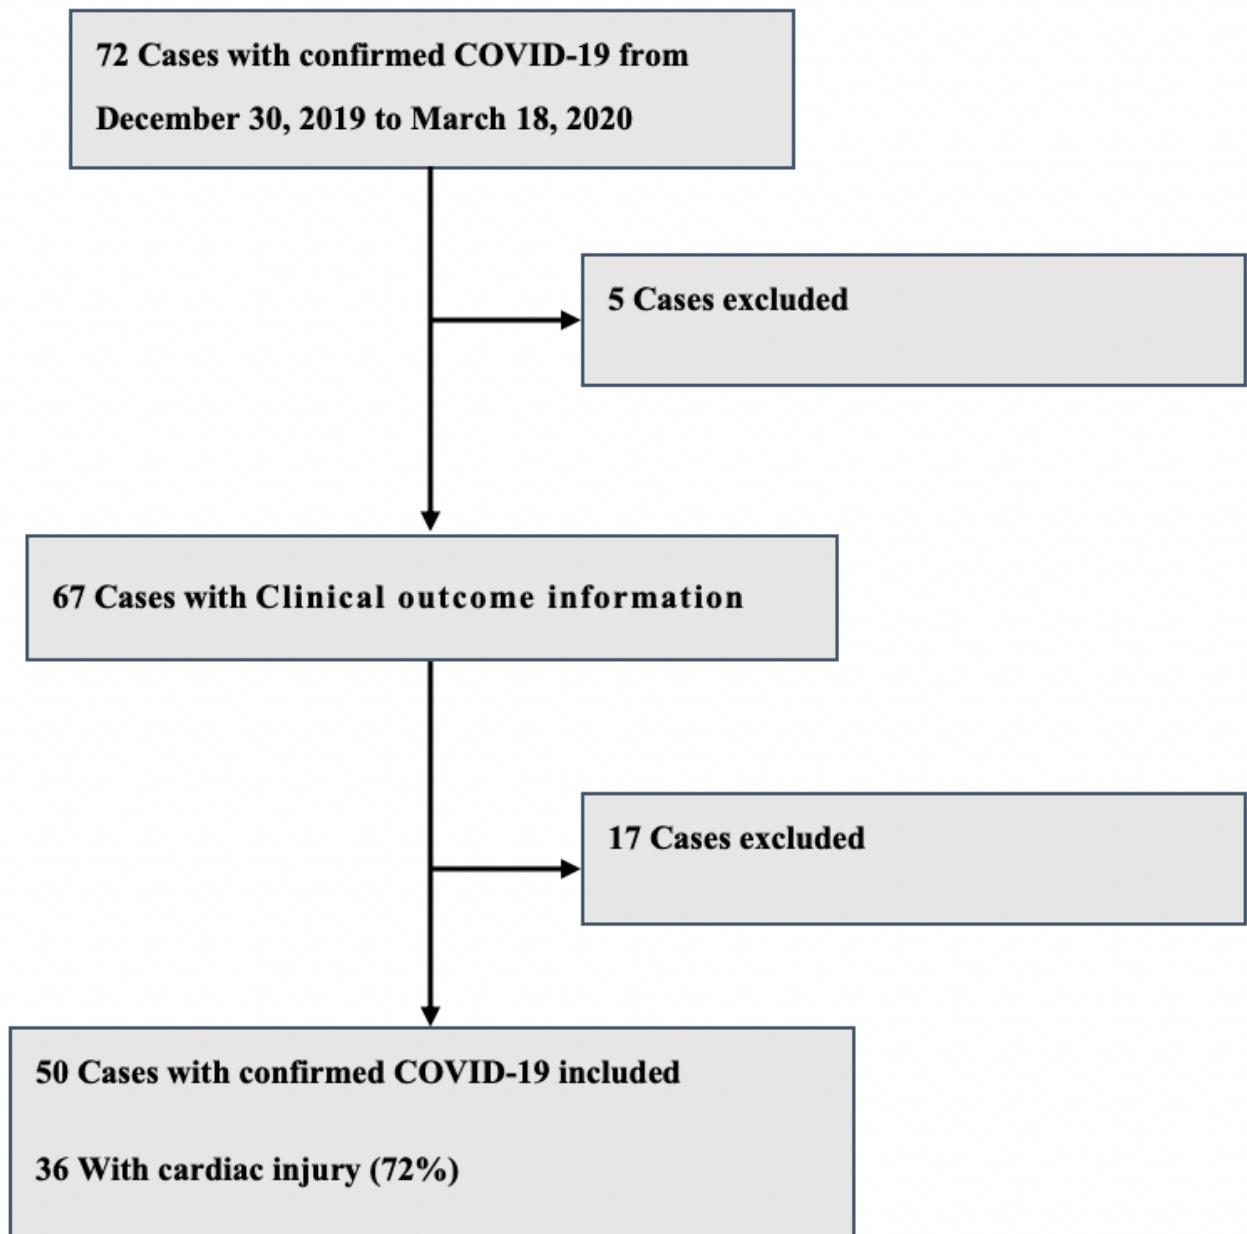 72 Cases with confirmed COVID-19 from
December 30, 2019 to March 18, 2020
5 Cases excluded
67 Cases with Clinical outcome information
17 Cases excluded
50 Cases with confirmed COVID-19 included
36 With cardiac injury (72%)